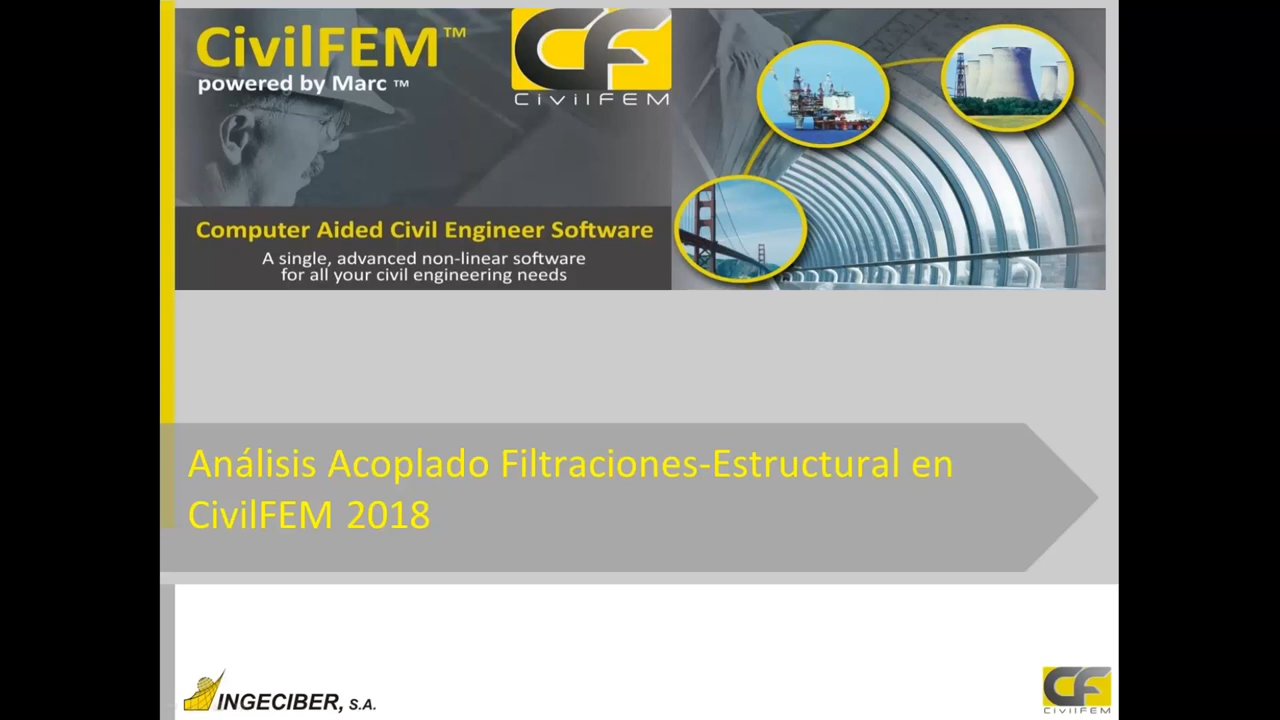 CivilFEM™
powered by Marc ™
CF
CivilFEM
Computer Aided Civil Engineer Software
A single, advanced non-linear software
for all your civil engineering needs
Análisis Acoplado Filtraciones-Estructural en
CivilFEM 2018
INGECIBER, S.A.
CF
CivilFEM